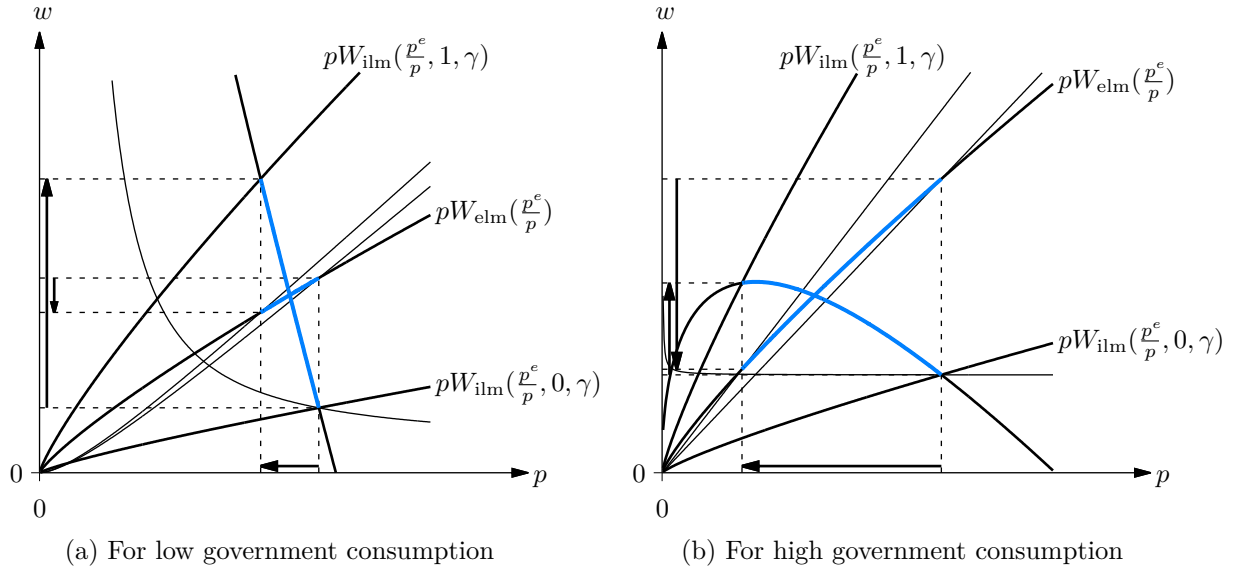 w
pW_ilm(p^e/p, 1, γ)
pW_elm(p^e/p)
pW_ilm(p^e/p, 0, γ)
0
p
0
(a) For low government consumption
w
pW_ilm(p^e/p, 1, γ)
pW_elm(p^e/p)
pW_ilm(p^e/p, 0, γ)
0
p
0
(b) For high government consumption